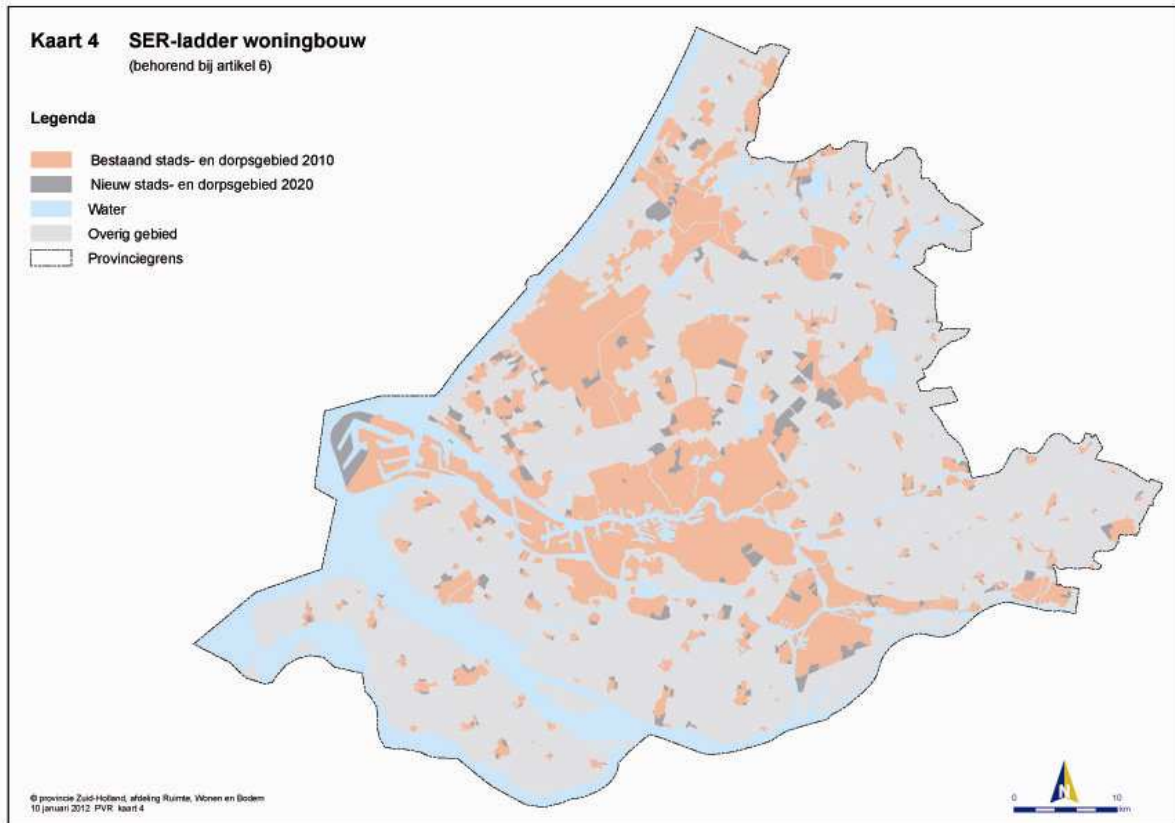 Kaart 4 SER-ladder woningbouw
(behorend bij artikel 6)
Legenda
Bestaand stads- en dorpsgebied 2010
Nieuw stads- en dorpsgebied 2020
Water
Overig gebied
Provinciegrens
© provincie Zuid-Holland, afdeling Ruimte, Wonen en Bodem
10 januari 2012 PVR kaart 4
N
0 10
km